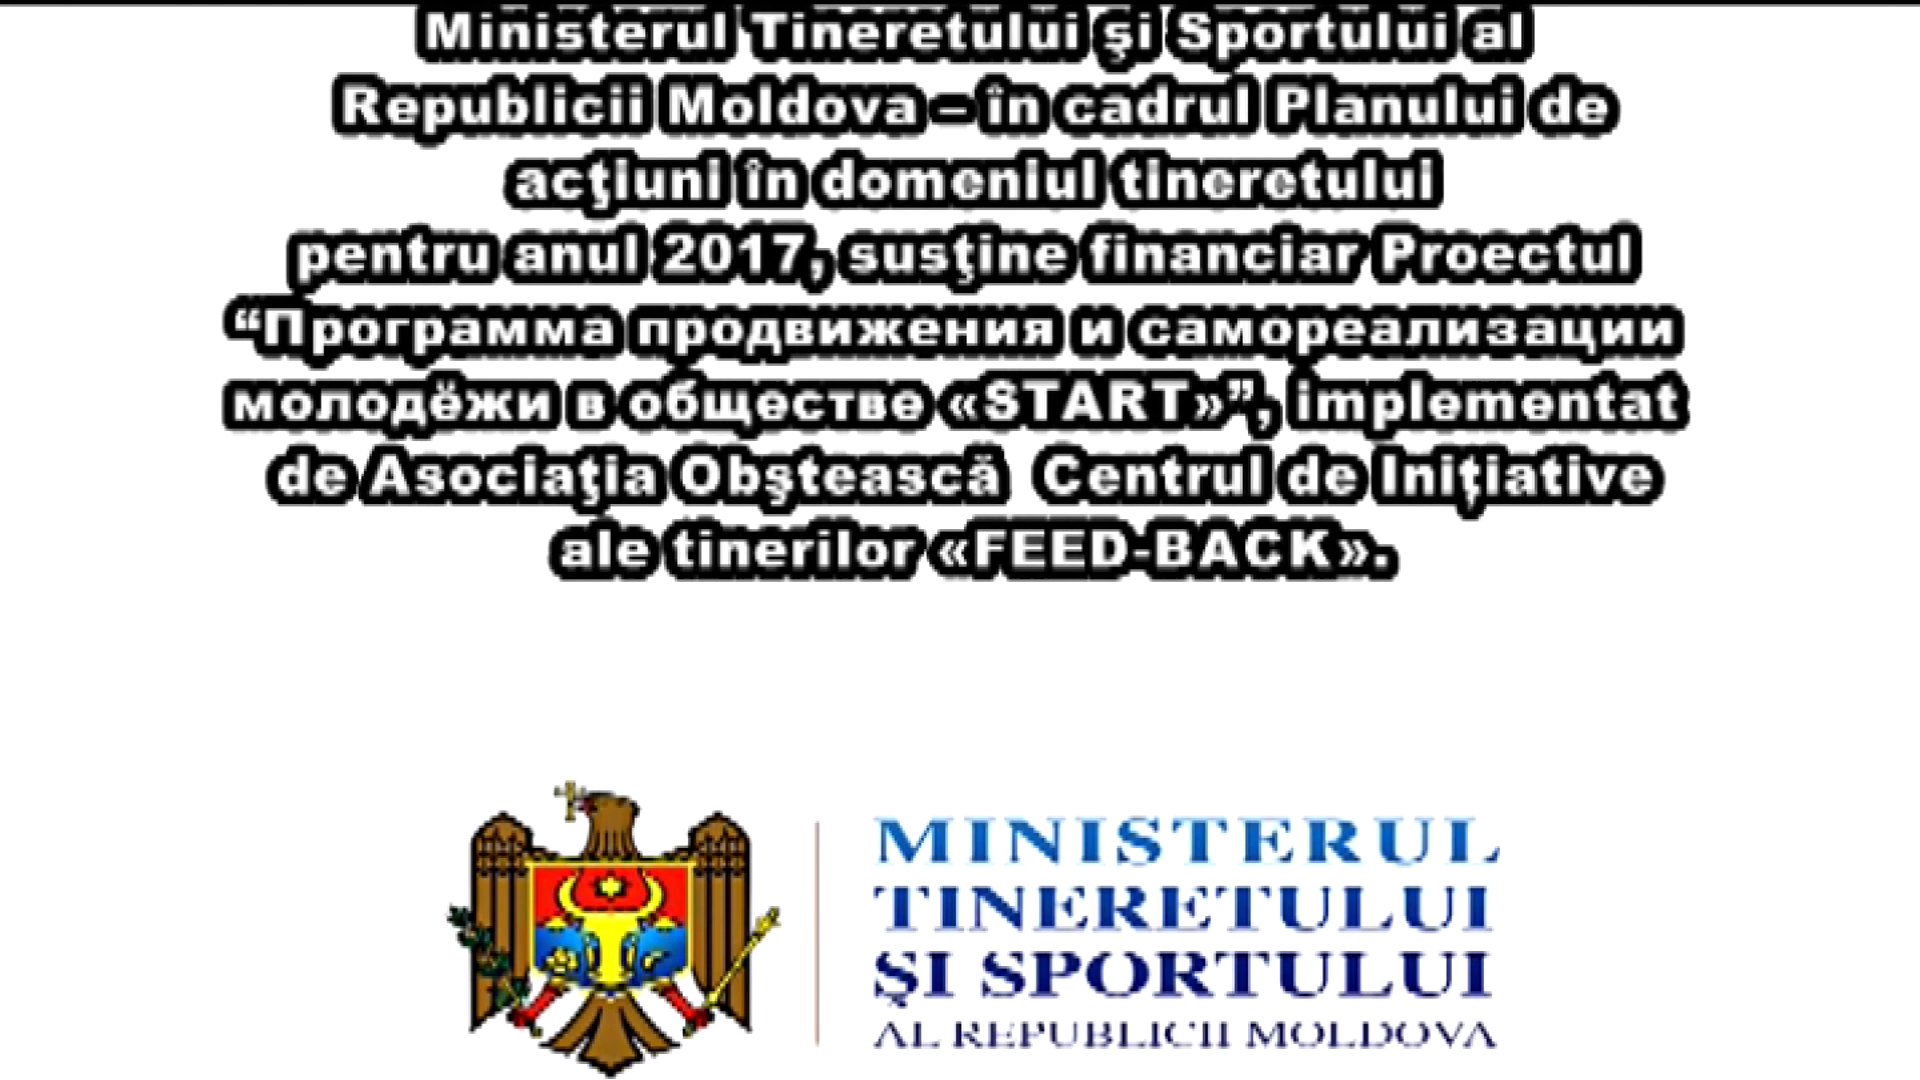 Ministerul Tineretului şi Sportului al
Republicii Moldova – în cadrul Planului de
acţiuni în domeniul tineretului
pentru anul 2017, susţine financiar Proectul
“Программа продвижения и самореализации
молодёжи в обществе «START»”, implementat
de Asociaţia Obştească Centrul de Inițiative
ale tinerilor «FEED-BACK».
MINISTERUL
TINERETULUI
ŞI SPORTULUI
AL REPUBLICII MOLDOVA